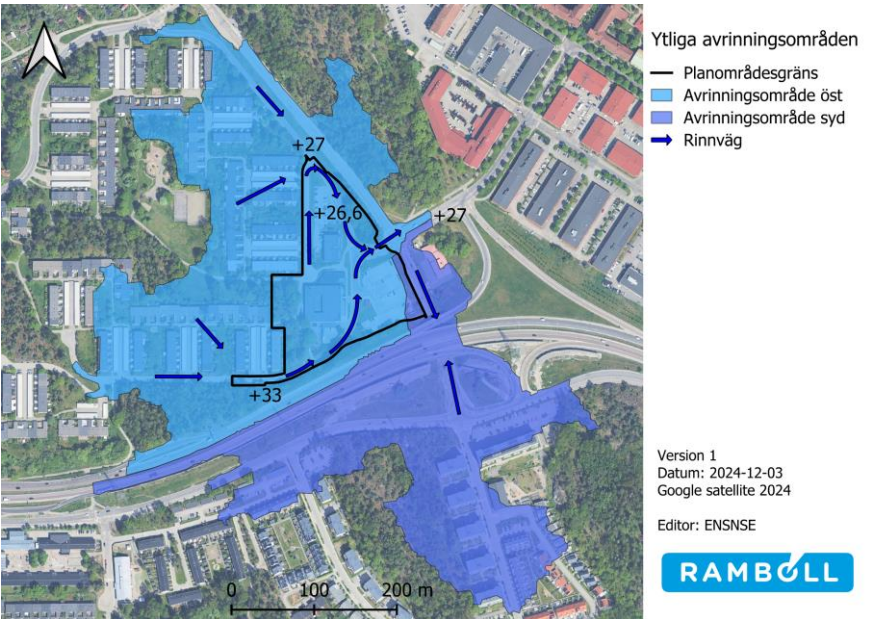 Ytliga avrinningsområden
Planområdesgräns
Avrinningsområde öst
Avrinningsområde syd
Rinnväg
+27
+26,6
+27
+33
0 100 200 m
Version 1
Datum: 2024-12-03
Google satellite 2024
Editor: ENSNSE
RAMBOLL